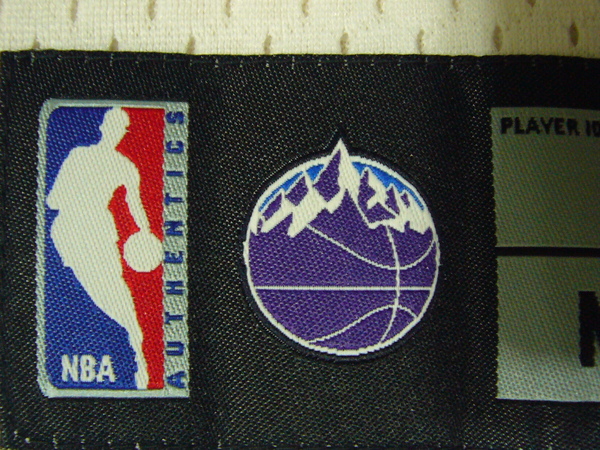 NBA
AUTHENTICS
PLAYER ID